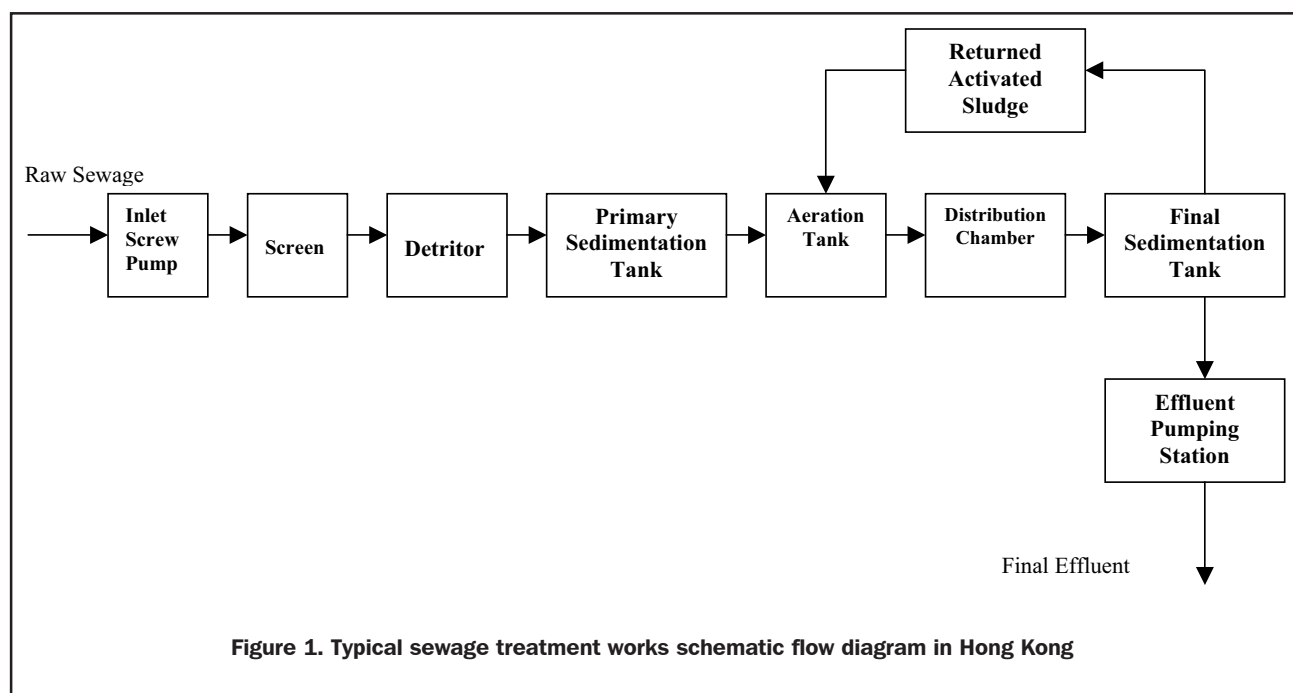 Returned
Activated
Sludge
Raw Sewage
Inlet
Screw
Pump
Screen
Detritor
Primary
Sedimentation
Tank
Aeration
Tank
Distribution
Chamber
Final
Sedimentation
Tank
Effluent
Pumping
Station
Final Effluent
Figure 1. Typical sewage treatment works schematic flow diagram in Hong Kong